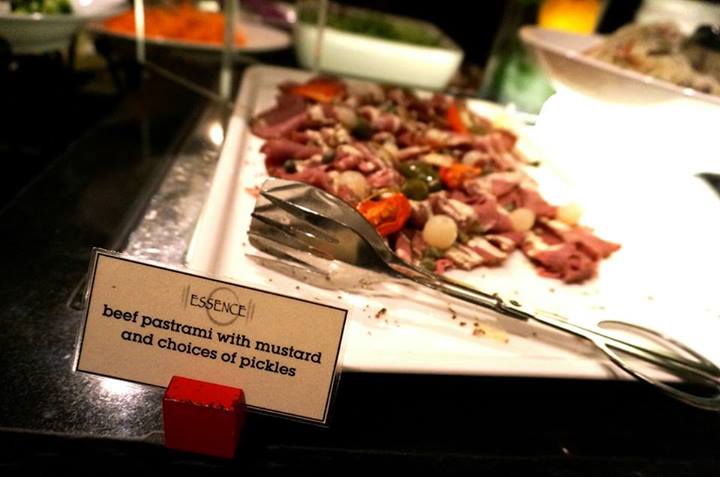 ESSENCE
beef pastrami with mustard
and choices of pickles